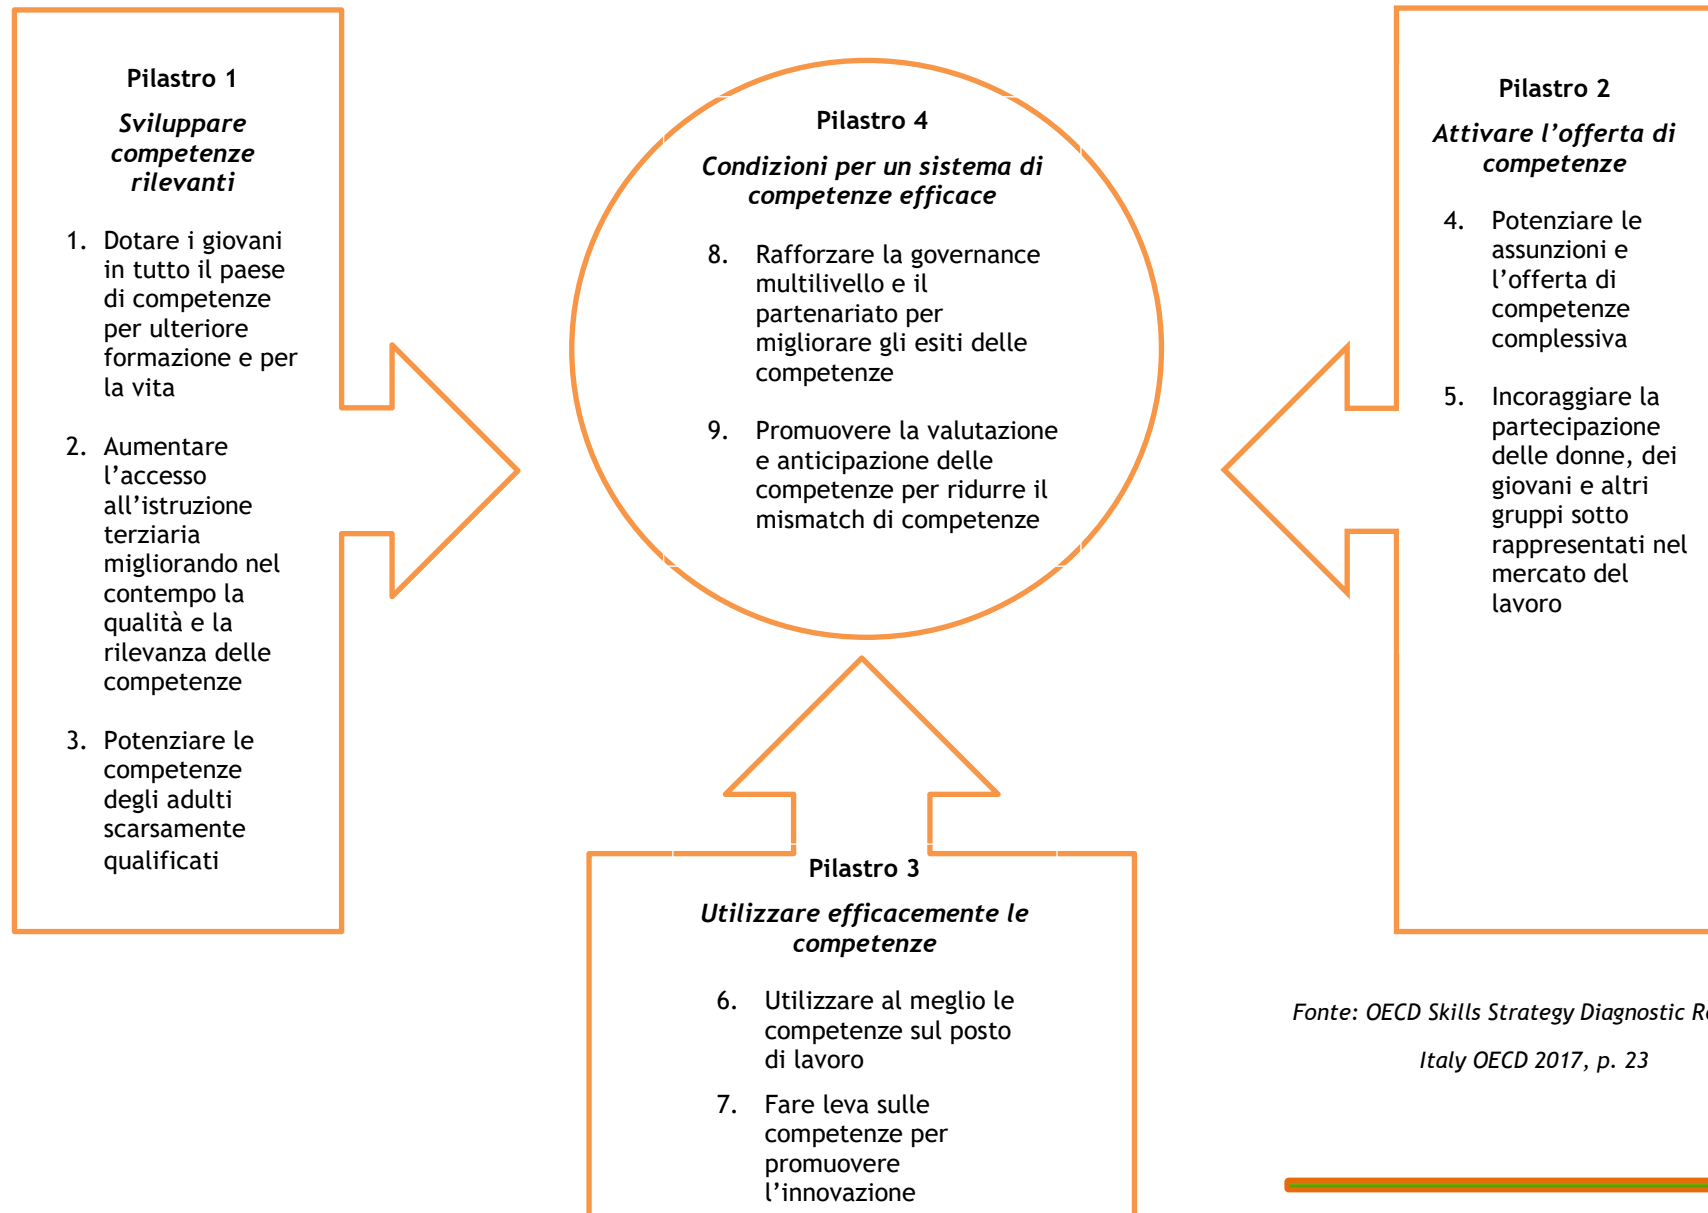 Pilastro 1
Sviluppare
competenze
rilevanti
1. Dotare i giovani
in tutto il paese
di competenze
per ulteriore
formazione e per
la vita
2. Aumentare
l’accesso
all’istruzione
terziaria
migliorando nel
contempo la
qualità e la
rilevanza delle
competenze
3. Potenziare le
competenze
degli adulti
scarsamente
qualificati
Pilastro 4
Condizioni per un sistema di
competenze efficace
8. Rafforzare la governance
multilivello e il
partenariato per
migliorare gli esiti delle
competenze
9. Promuovere la valutazione
e anticipazione delle
competenze per ridurre il
mismatch di competenze
Pilastro 2
Attivare l’offerta di
competenze
4. Potenziare le
assunzioni e
l’offerta di
competenze
complessiva
5. Incoraggiare la
partecipazione
delle donne, dei
giovani e altri
gruppi sotto
rappresentati nel
mercato del
lavoro
Pilastro 3
Utilizzare efficacemente le
competenze
6. Utilizzare al meglio le
competenze sul posto
di lavoro
7. Fare leva sulle
competenze per
promuovere
l’innovazione
Fonte: OECD Skills Strategy Diagnostic
Italy OECD 2017, p. 23